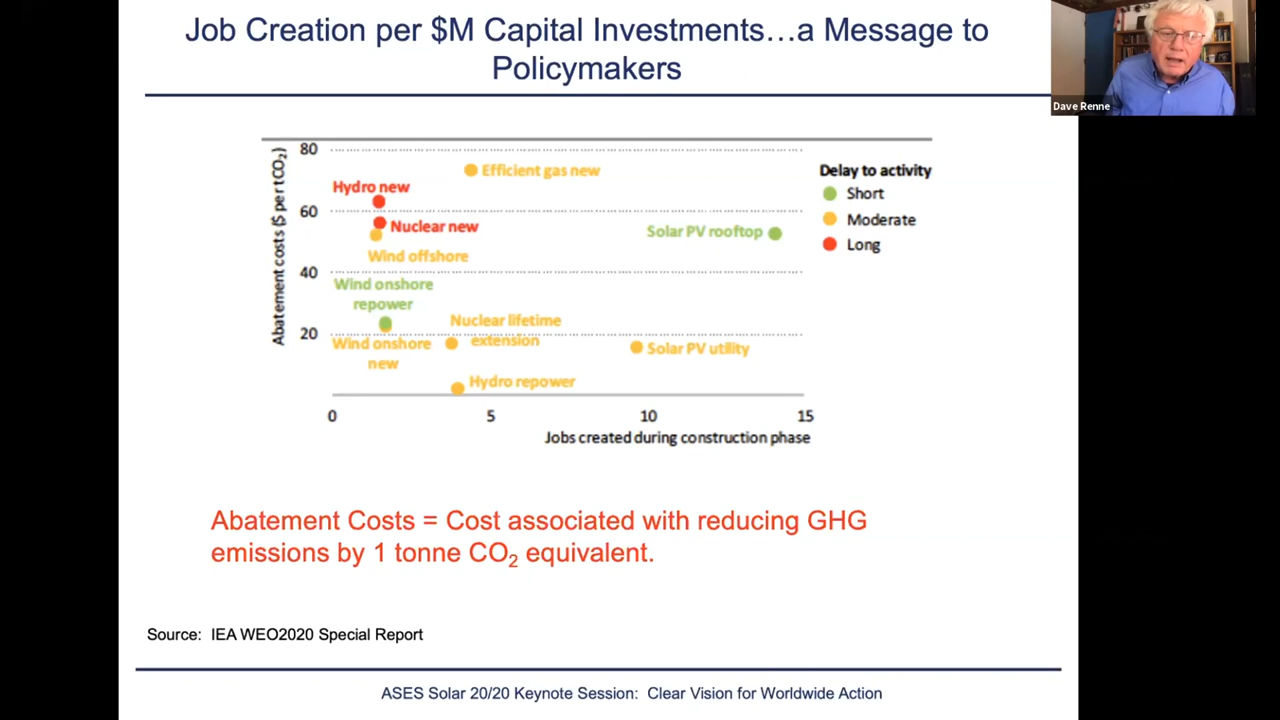 Job Creation per $M Capital Investments…a Message to
Policymakers
Dave Renne
Abatement costs ($ per tCO₂)
80
60
40
20
Efficient gas new
Hydro new
Nuclear new
Wind offshore
Solar PV rooftop
Wind onshore
repower
Nuclear lifetime
extension
Wind onshore
new
Solar PV utility
Hydro repower
0
5
10
15
Jobs created during construction phase
Delay to activity
Short
Moderate
Long
Abatement Costs = Cost associated with reducing GHG
emissions by 1 tonne CO₂ equivalent.
Source: IEA WEO2020 Special Report
ASES Solar 20/20 Keynote Session: Clear Vision for Worldwide Action